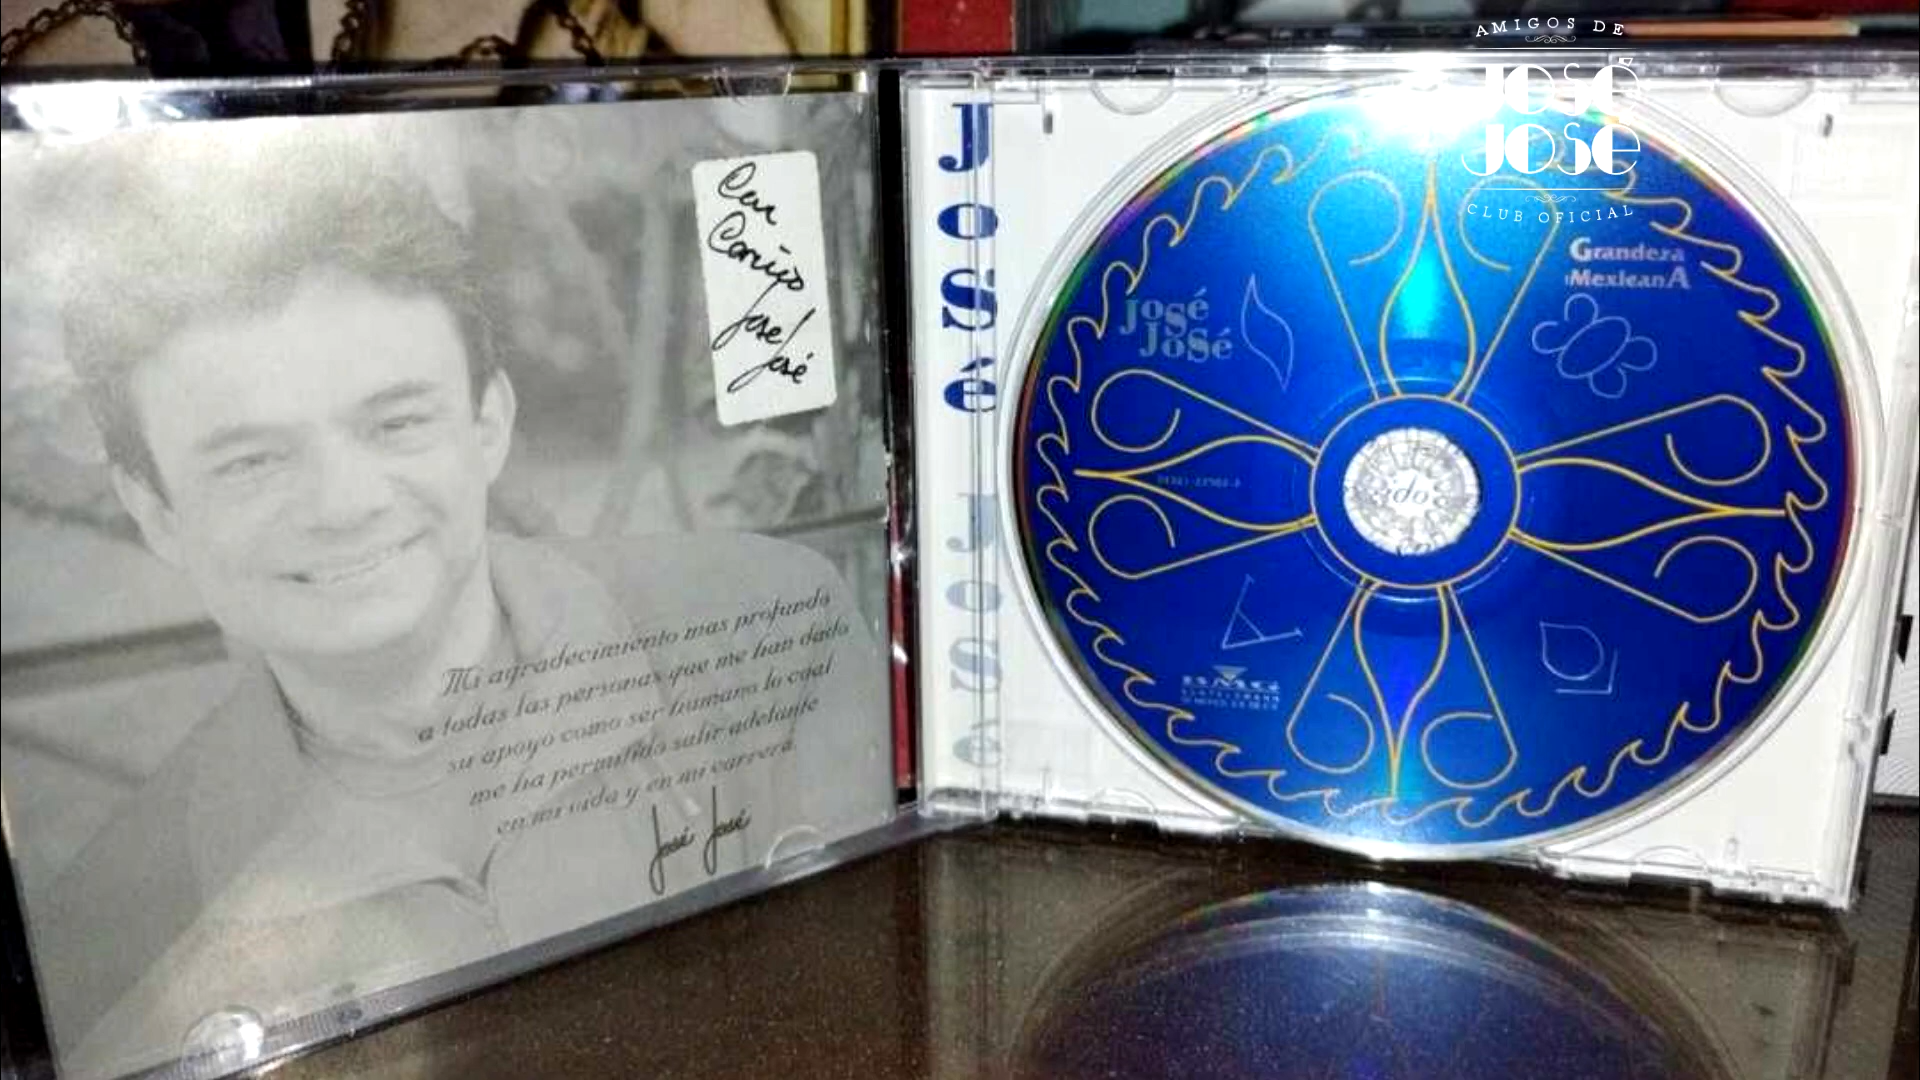 Con
Cariño
José
José
Mi agradecimiento mas profundo
a todas las personas que me han dado
su apoyo como ser humano lo cual
me ha permitido salir adelante
en mi vida y en mi carrera.
José José
José José
José
José
Grandeza
MexicanA
BMG
do
AMIGOS DE
José
José
CLUB OFICIAL